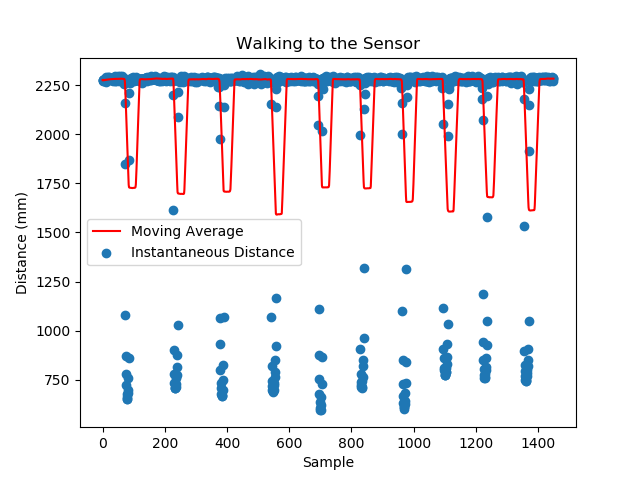 Walking to the Sensor
Distance (mm)
2250
2000
1750
1500
1250
1000
750
Moving Average
Instantaneous Distance
0 200 400 600 800 1000 1200 1400
Sample